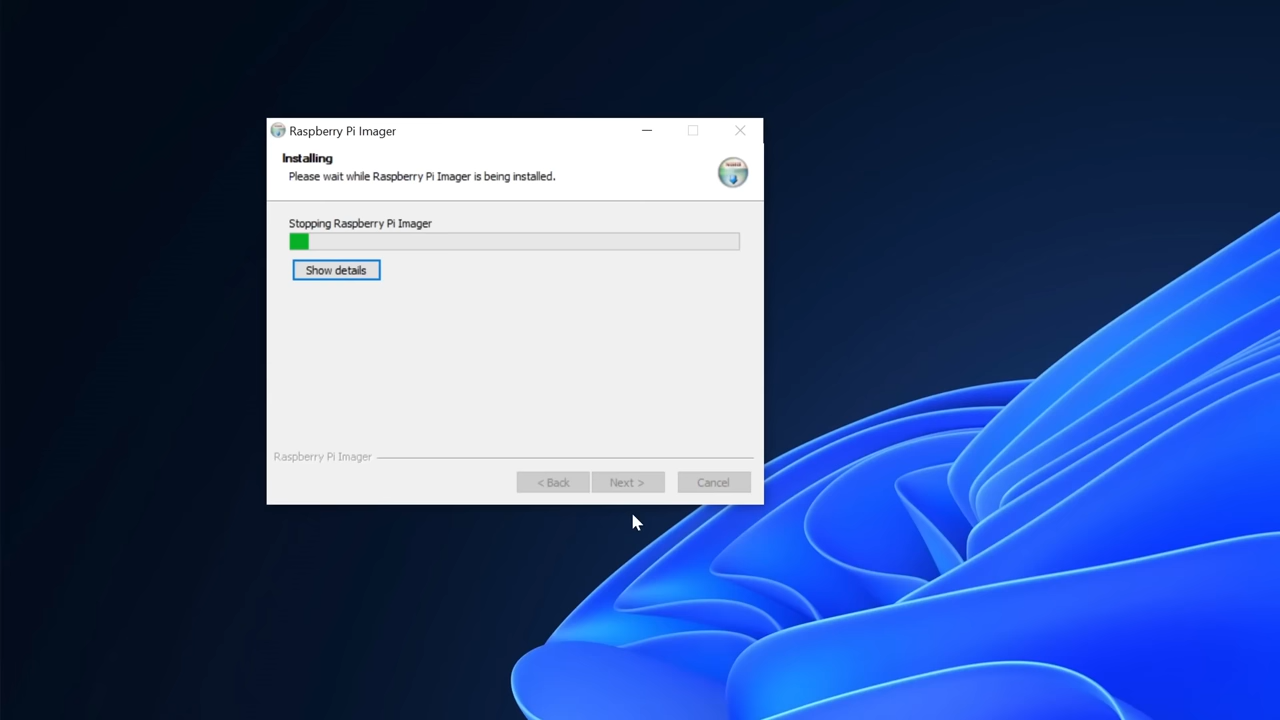 Raspberry Pi Imager
Installing
Please wait while Raspberry Pi Imager is being installed.
Stopping Raspberry Pi Imager
Show details
Raspberry Pi Imager
< Back
Next >
Cancel